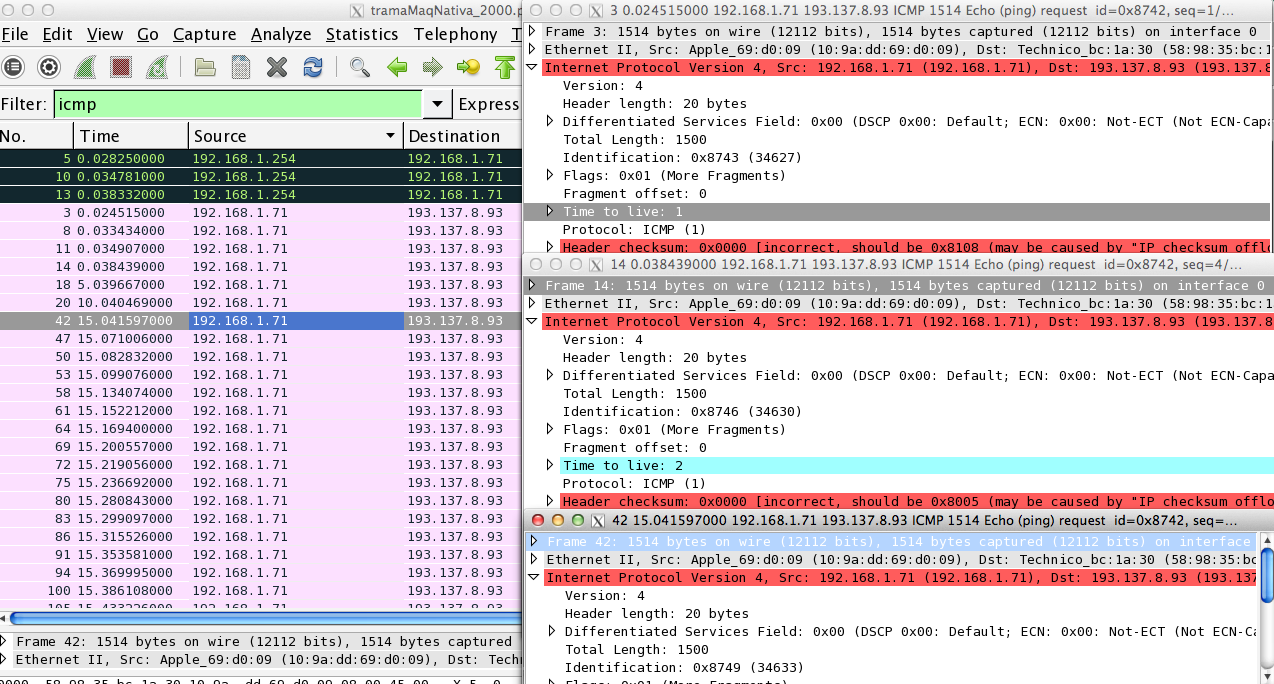 tramaMaqNativa_2000.p
File Edit View Go Capture Analyze Statistics Telephony T
Filter: icmp Express
No. Time Source Destination
5 0.028250000 192.168.1.254 192.168.1.71
10 0.034781000 192.168.1.254 192.168.1.71
13 0.038332000 192.168.1.254 192.168.1.71
3 0.024515000 192.168.1.71 193.137.8.93
8 0.033434000 192.168.1.71 193.137.8.93
11 0.034907000 192.168.1.71 193.137.8.93
14 0.038439000 192.168.1.71 193.137.8.93
18 5.039667000 192.168.1.71 193.137.8.93
20 10.040469000 192.168.1.71 193.137.8.93
42 15.041597000 192.168.1.71 193.137.8.93
47 15.071006000 192.168.1.71 193.137.8.93
50 15.082832000 192.168.1.71 193.137.8.93
53 15.099076000 192.168.1.71 193.137.8.93
58 15.134074000 192.168.1.71 193.137.8.93
61 15.152212000 192.168.1.71 193.137.8.93
64 15.169400000 192.168.1.71 193.137.8.93
69 15.200557000 192.168.1.71 193.137.8.93
72 15.219056000 192.168.1.71 193.137.8.93
75 15.236692000 192.168.1.71 193.137.8.93
80 15.280843000 192.168.1.71 193.137.8.93
83 15.299097000 192.168.1.71 193.137.8.93
86 15.315526000 192.168.1.71 193.137.8.93
91 15.353581000 192.168.1.71 193.137.8.93
94 15.369995000 192.168.1.71 193.137.8.93
100 15.386108000 192.168.1.71 193.137.8.93
105 15.433226000 192.168.1.71 193.137.8.93
Frame 42: 1514 bytes on wire (12112 bits), 1514 bytes captured
Ethernet II, Src: Apple_69:d0:09 (10:9a:dd:69:d0:09), Dst: Techn
0000 58 98 35 bc 1a 30 10 9a dd 69 d0 09 08 00 45 00
3 0.024515000 192.168.1.71 193.137.8.93 ICMP 1514 Echo (ping) request id=0x8742, seq=1/...
Frame 3: 1514 bytes on wire (12112 bits), 1514 bytes captured (12112 bits) on interface 0
Ethernet II, Src: Apple_69:d0:09 (10:9a:dd:69:d0:09), Dst: Technico_bc:1a:30 (58:98:35:bc:1
Internet Protocol Version 4, Src: 192.168.1.71 (192.168.1.71), Dst: 193.137.8.93 (193.137.8
Version: 4
Header length: 20 bytes
Differentiated Services Field: 0x00 (DSCP 0x00: Default; ECN: 0x00: Not-ECT (Not ECN-Capa
Total Length: 1500
Identification: 0x8743 (34627)
Flags: 0x01 (More Fragments)
Fragment offset: 0
Time to live: 1
Protocol: ICMP (1)
Header checksum: 0x0000 [incorrect, should be 0x8108 (may be caused by "IP checksum offlo
14 0.038439000 192.168.1.71 193.137.8.93 ICMP 1514 Echo (ping) request id=0x8742, seq=4/...
Frame 14: 1514 bytes on wire (12112 bits), 1514 bytes captured (12112 bits) on interface 0
Ethernet II, Src: Apple_69:d0:09 (10:9a:dd:69:d0:09), Dst: Technico_bc:1a:30 (58:98:35:bc:1
Internet Protocol Version 4, Src: 192.168.1.71 (192.168.1.71), Dst: 193.137.8.93 (193.137.8
Version: 4
Header length: 20 bytes
Differentiated Services Field: 0x00 (DSCP 0x00: Default; ECN: 0x00: Not-ECT (Not ECN-Capa
Total Length: 1500
Identification: 0x8746 (34630)
Flags: 0x01 (More Fragments)
Fragment offset: 0
Time to live: 2
Protocol: ICMP (1)
Header checksum: 0x0000 [incorrect, should be 0x8005 (may be caused by "IP checksum offlo
42 15.041597000 192.168.1.71 193.137.8.93 ICMP 1514 Echo (ping) request id=0x8742, seq=...
Frame 42: 1514 bytes on wire (12112 bits), 1514 bytes captured (12112 bits) on interface
Ethernet II, Src: Apple_69:d0:09 (10:9a:dd:69:d0:09), Dst: Technico_bc:1a:30 (58:98:35:bc
Internet Protocol Version 4, Src: 192.168.1.71 (192.168.1.71), Dst: 193.137.8.93 (193.137
Version: 4
Header length: 20 bytes
Differentiated Services Field: 0x00 (DSCP 0x00: Default; ECN: 0x00: Not-ECT (Not ECN-Ca
Total Length: 1500
Identification: 0x8749 (34633)
Flags: 0x01 (More Fragments)